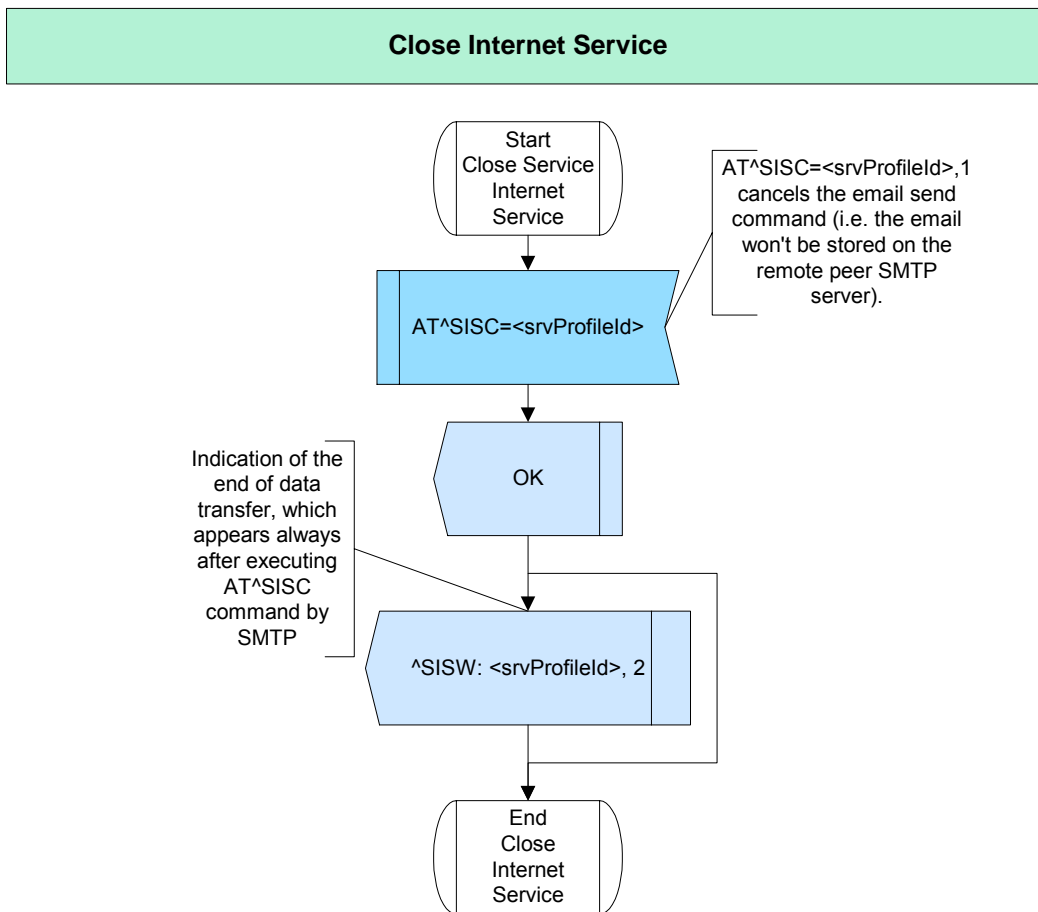 Close Internet Service
Start
Close Service
Internet
Service
AT^SISC=<srvProfileId>,1
cancels the email send
command (i.e. the email
won't be stored on the
remote peer SMTP
server).
AT^SISC=<srvProfileId>
OK
Indication of the
end of data
transfer, which
appears always
after executing
AT^SISC
command by
SMTP
^SISW: <srvProfileId>, 2
End
Close
Internet
Service